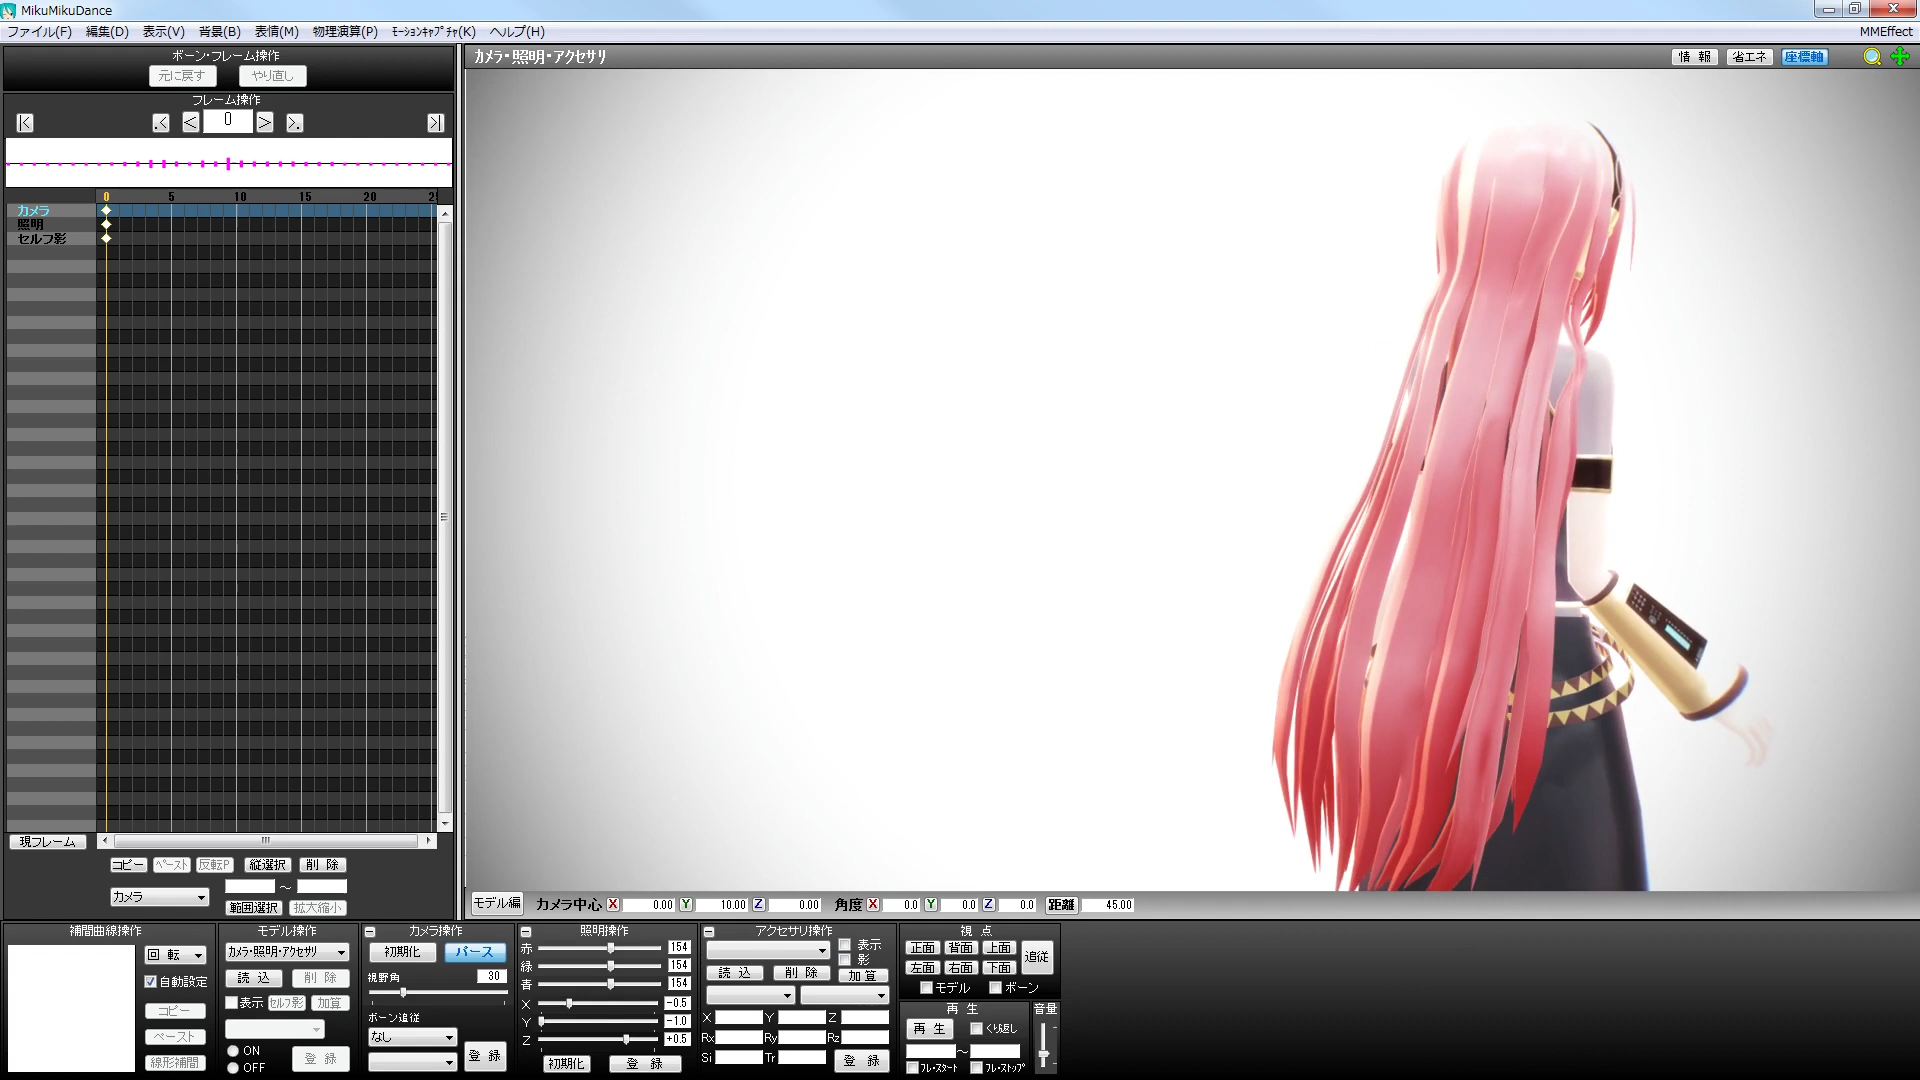 MikuMikuDance
ファイル(F) 編集(D) 表示(V) 背景(B) 表情(M) 物理演算(P) ﾓｰｼｮﾝｷｬﾌﾟﾁｬ(K) ヘルプ(H) MMEffect
ボーン・フレーム操作
元に戻す やり直し
フレーム操作
|< .< < 0 > >. >|
0 5 10 15 20
カメラ
照明
セルフ影
現フレーム
コピー ﾍﾟｰｽﾄ 反転P 縦選択 削 除
カメラ ～
範囲選択 拡大縮小
カメラ・照明・アクセサリ 情 報 省エネ 座標軸
モデル編 カメラ中心 X 0.00 Y 10.00 Z 0.00 角度 X 0.0 Y 0.0 Z 0.0 距離 45.00
補間曲線操作
回 転
自動設定
コピー
ペースト
線形補間
モデル操作
カメラ・照明・アクセサリ
読 込 削 除
表示 セルフ影 加算
ON
OFF
登 録
カメラ操作
初期化 パース
視野角 30
ボーン追従
なし
登 録
照明操作
赤 154
緑 154
青 154
X -0.5
Y -1.0
Z +0.5
初期化 登 録
アクセサリ操作
表示
影
読 込 削 除 加 算
X Y Z
Rx Ry Rz
Si Tr 登 録
視 点
正面 背面 上面 追従
左面 右面 下面
モデル ボーン
再 生 音量
再 生 くり返し
～
フレ・スタート フレ・ストップ